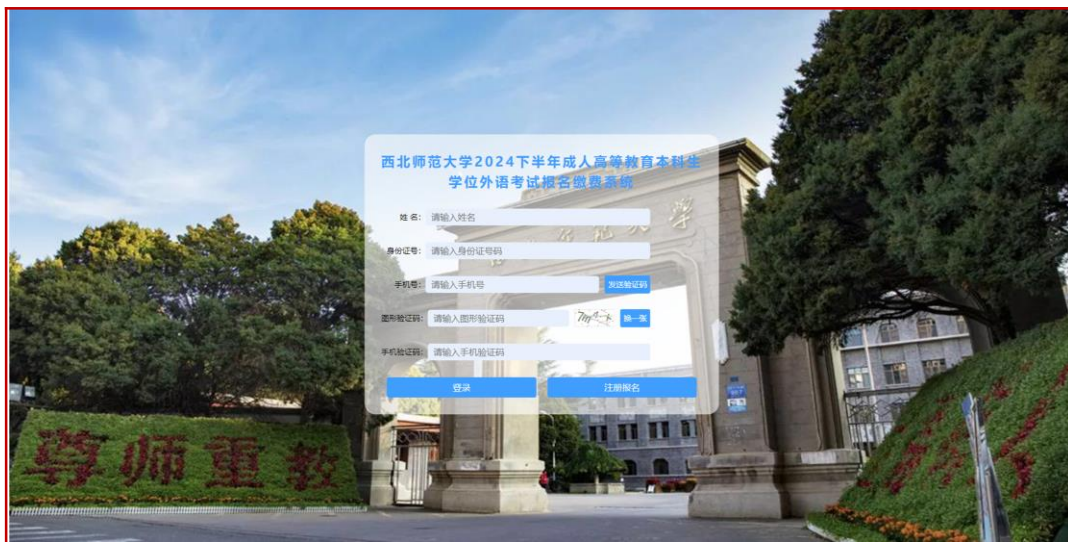 西北师范大学2024下半年成人高等教育本科生
学位外语考试报名缴费系统
姓 名： 请输入姓名
身份证号： 请输入身份证号码
手机号： 请输入手机号 发送验证码
图形验证码： 请输入图形验证码 换一张
手机验证码： 请输入手机验证码
登录 注册报名
尊师重教